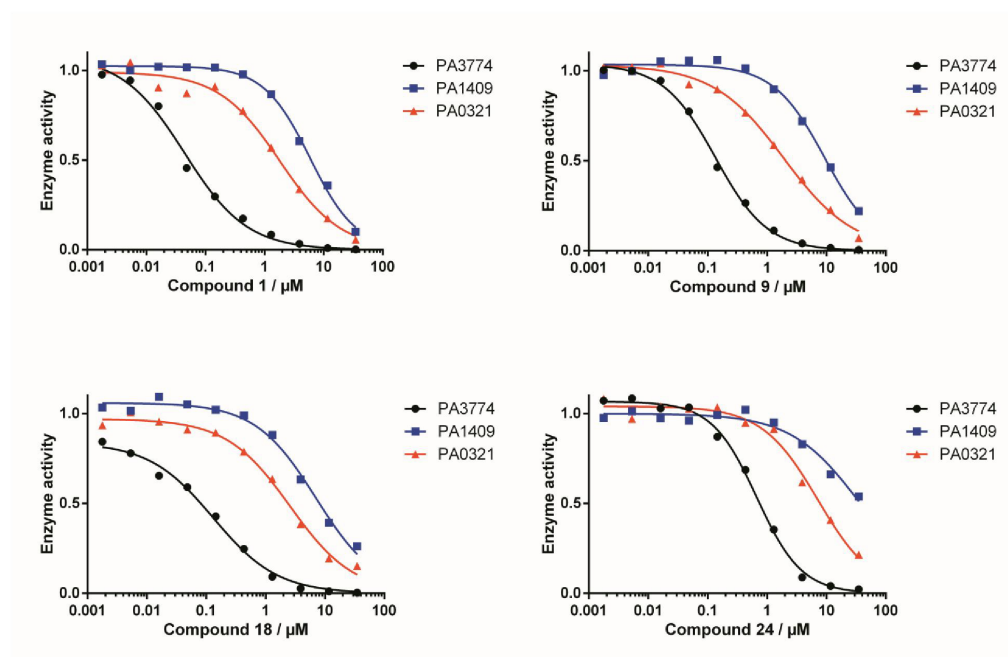 Enzyme activity
1.0
0.5
0.0
0.001 0.01 0.1 1 10 100
Compound 1 / µM
PA3774
PA1409
PA0321
Enzyme activity
1.0
0.5
0.0
0.001 0.01 0.1 1 10 100
Compound 9 / µM
PA3774
PA1409
PA0321
Enzyme activity
1.0
0.5
0.0
0.001 0.01 0.1 1 10 100
Compound 18 / µM
PA3774
PA1409
PA0321
Enzyme activity
1.0
0.5
0.0
0.001 0.01 0.1 1 10 100
Compound 24 / µM
PA3774
PA1409
PA0321